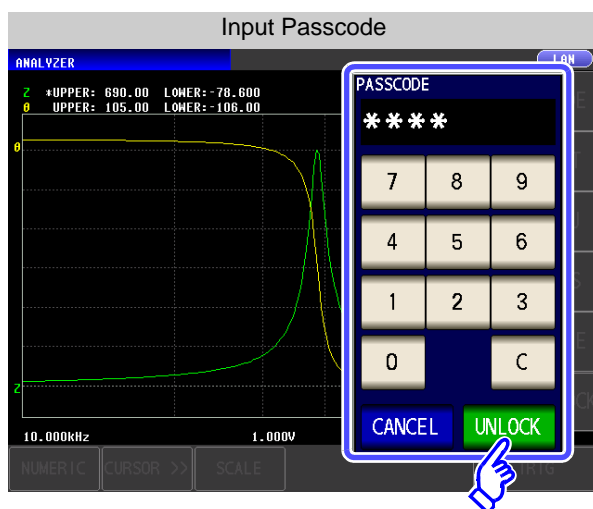 Input Passcode
ANALYZER
LAN
Z *UPPER: 690.00 LOWER:-78.600
θ UPPER: 105.00 LOWER:-106.00
θ
Z
10.000kHz 1.000V
PASSCODE
****
7 8 9
4 5 6
1 2 3
0 C
CANCEL UNLOCK
NUMERIC CURSOR >> SCALE